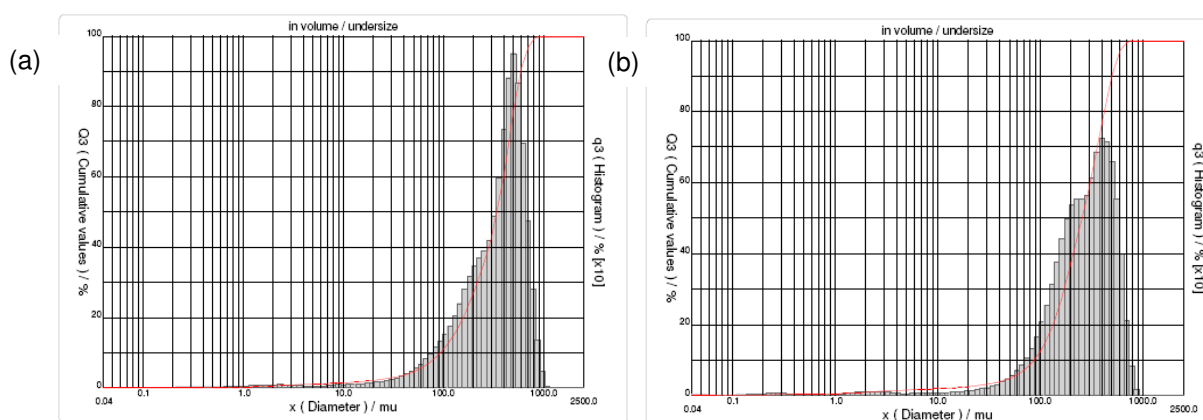 (a)
in volume / undersize
100
80
60
40
20
0
Q3 ( Cumulative values ) / %
q3 ( Histogram ) / % [x10]
0.04
0.1
1.0
10.0
100.0
1000.0
2500.0
x ( Diameter ) / mu
(b)
in volume / undersize
100
80
60
40
20
0
Q3 ( Cumulative values ) / %
q3 ( Histogram ) / % [x10]
0.04
0.1
1.0
10.0
100.0
1000.0
2500.0
x ( Diameter ) / mu